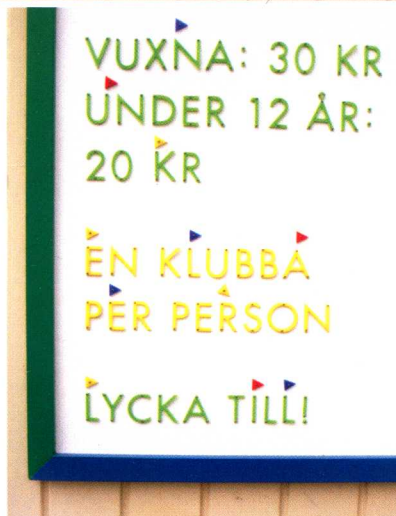 VUXNA: 30 KR
UNDER 12 ÅR:
20 KR
EN KLUBBA
PER PERSON
LYCKA TILL!